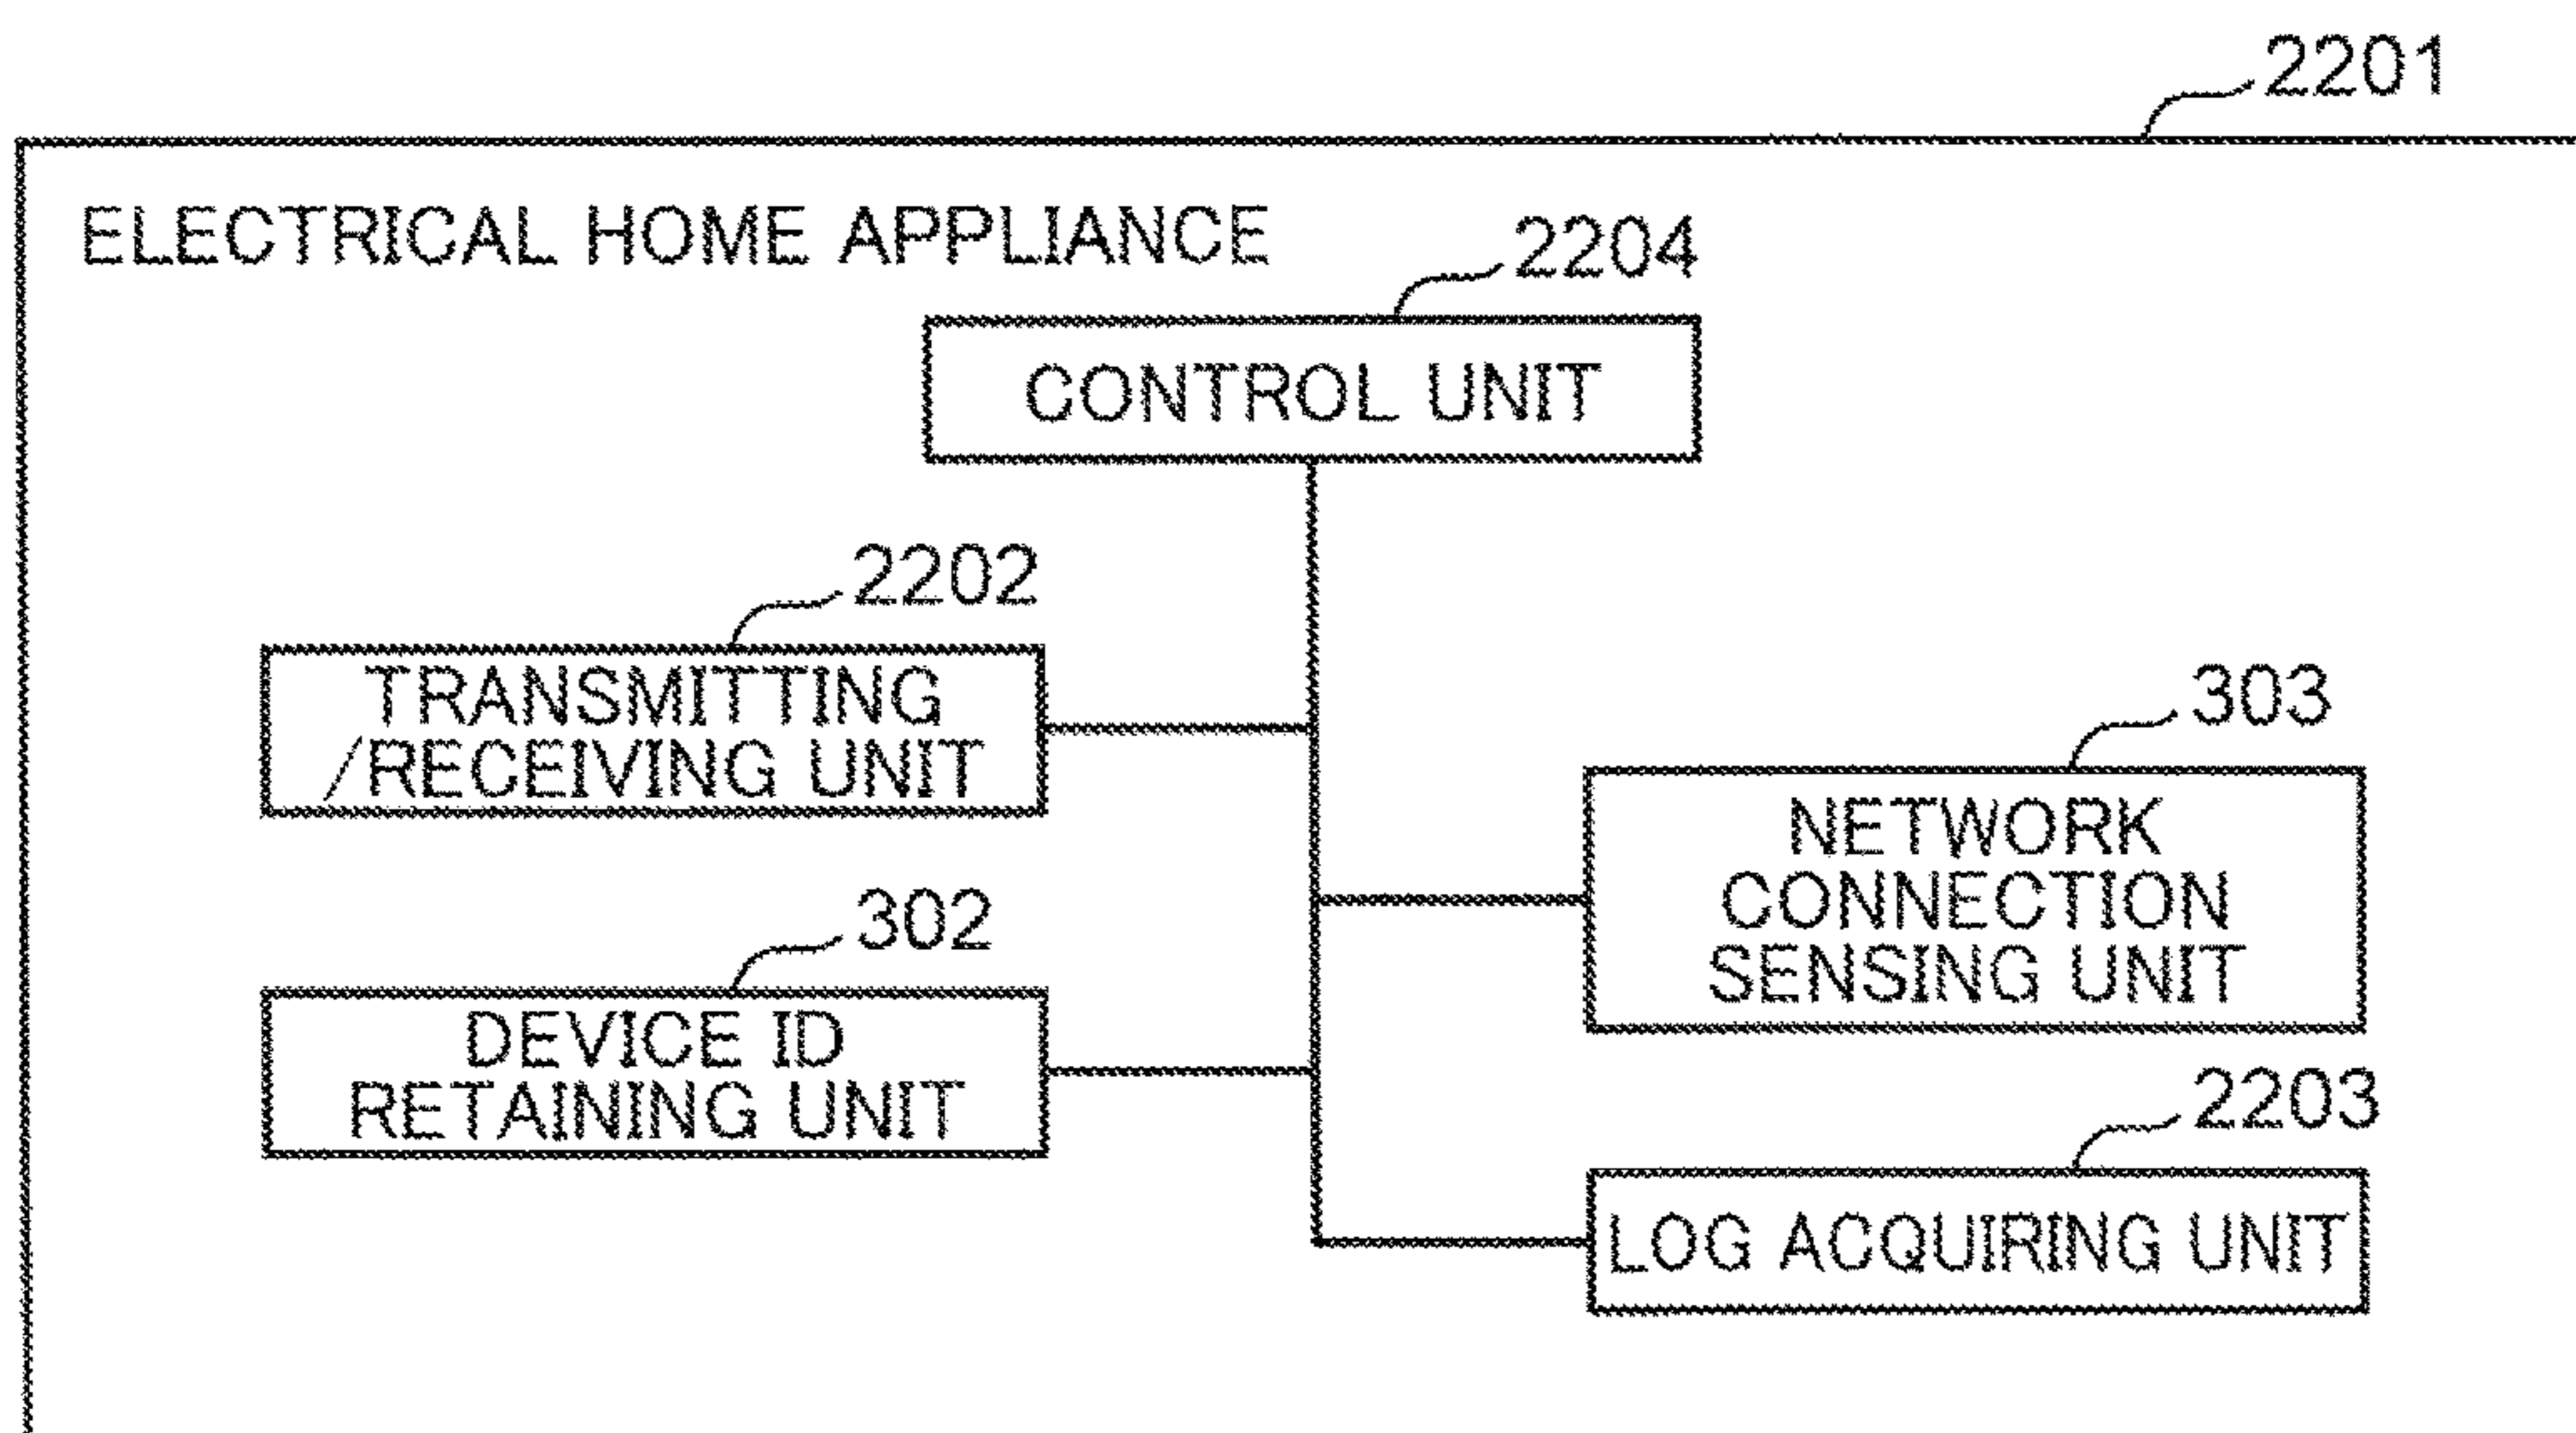 2201
ELECTRICAL HOME APPLIANCE
2204
CONTROL UNIT
2202
TRANSMITTING
/RECEIVING UNIT
303
NETWORK
CONNECTION
SENSING UNIT
302
DEVICE ID
RETAINING UNIT
2203
LOG ACQUIRING UNIT